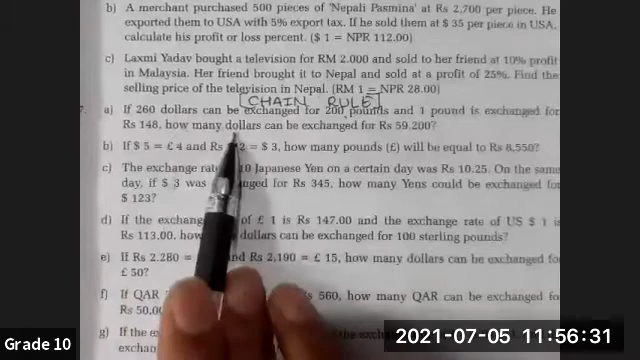 b) A merchant purchased 500 pieces of 'Nepali Pasmina' at Rs 2,700 per piece. He
exported them to USA with 5% export tax. If he sold them at $ 35 per piece in USA,
calculate his profit or loss percent. ($ 1 = NPR 112.00)
c) Laxmi Yadav bought a television for RM 2,000 and sold to her friend at 10% profit
in Malaysia. Her friend brought it to Nepal and sold at a profit of 25%. Find the
selling price of the television in Nepal. (RM 1 = NPR 28.00)
CHAIN RULE
a) If 260 dollars can be exchanged for 200 pounds and 1 pound is exchanged for
Rs 148, how many dollars can be exchanged for Rs 59,200?
b) If $ 5 = £ 4 and Rs 2 = $ 3, how many pounds (£) will be equal to Rs 8,550?
c) The exchange rate 10 Japanese Yen on a certain day was Rs 10.25. On the same
day, if $ 3 was anged for Rs 345, how many Yens could be exchanged for
$ 123?
d) If the exchang of £ 1 is Rs 147.00 and the exchange rate of US $ 1 is
Rs 113.00, how dollars can be exchanged for 100 sterling pounds?
e) If Rs 2,280 = nd Rs 2,190 = £ 15, how many dollars can be exchanged fo
£ 50?
f) If QAR s 560, how many QAR can be exchanged fo
Rs 50,00
g) If the ex the exch
exchan
Grade 10
2021-07-05 11:56:31